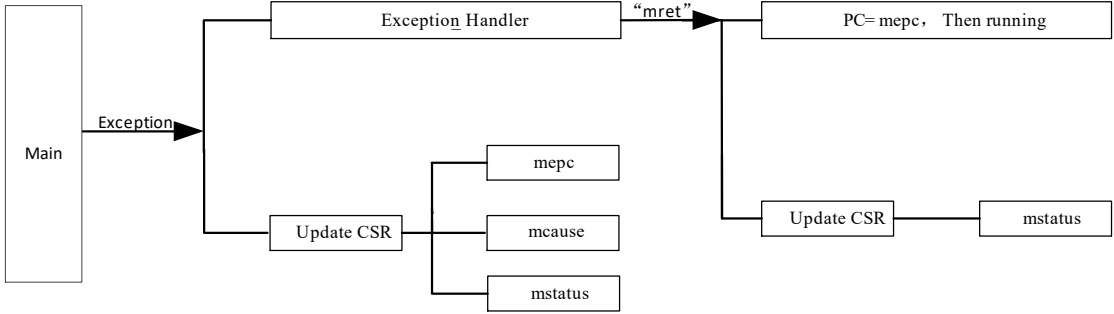 Main
Exception
Exception Handler
“mret”
PC= mepc， Then running
Update CSR
mepc
mcause
mstatus
Update CSR
mstatus